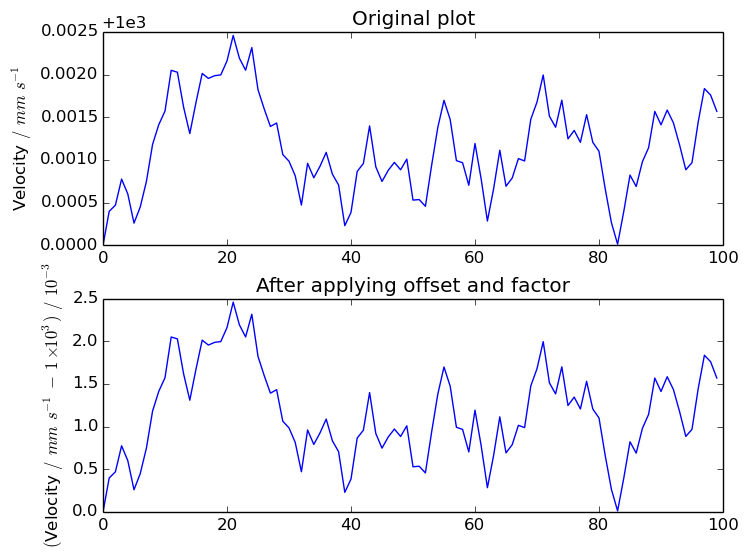 Original plot
+1e3
0.0025
0.0020
0.0015
0.0010
0.0005
0.0000
Velocity / mm s⁻¹
0 20 40 60 80 100
After applying offset and factor
2.5
2.0
1.5
1.0
0.5
0.0
(Velocity / mm s⁻¹ − 1×10³) / 10⁻³
0 20 40 60 80 100